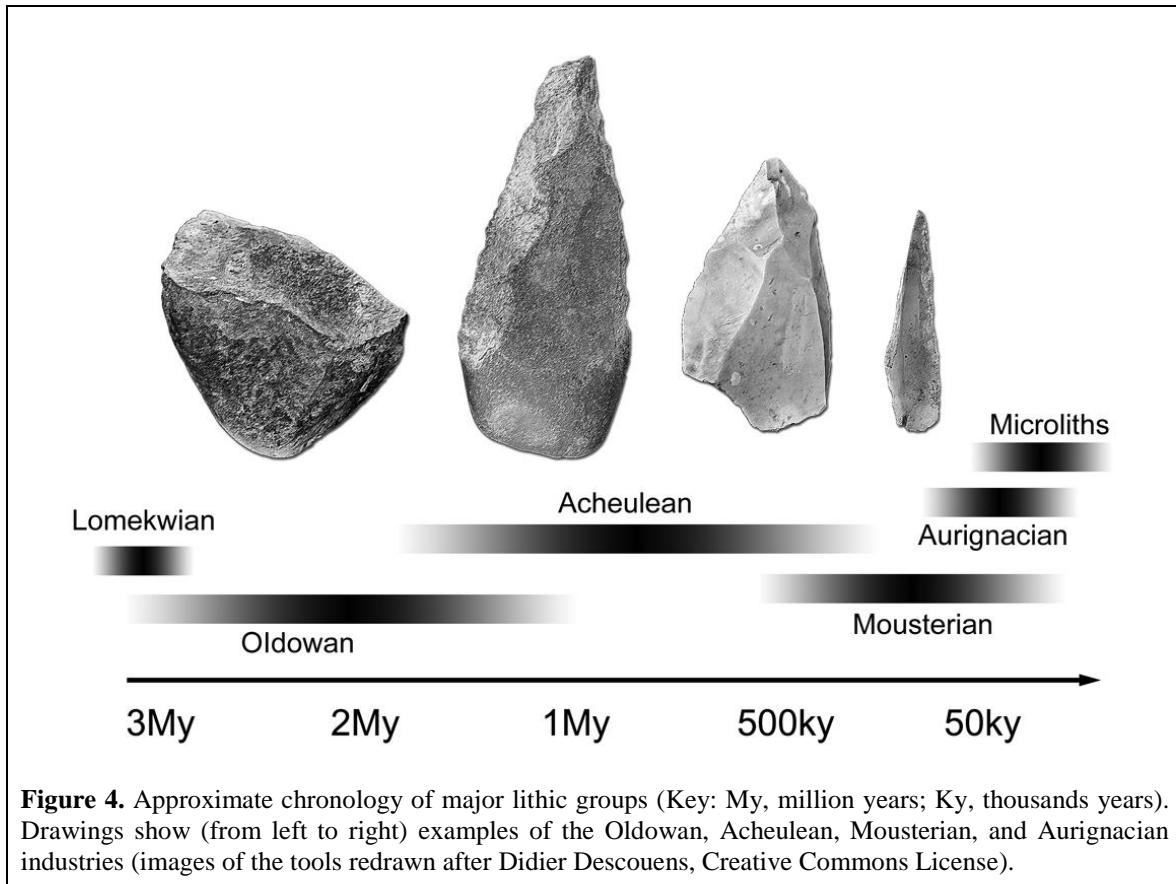 Microliths
Acheulean
Lomekwian
Aurignacian
Mousterian
Oldowan
3My 2My 1My 500ky 50ky
Figure 4. Approximate chronology of major lithic groups (Key: My, million years; Ky, thousands years).
Drawings show (from left to right) examples of the Oldowan, Acheulean, Mousterian, and Aurignacian
industries (images of the tools redrawn after Didier Descouens, Creative Commons License).